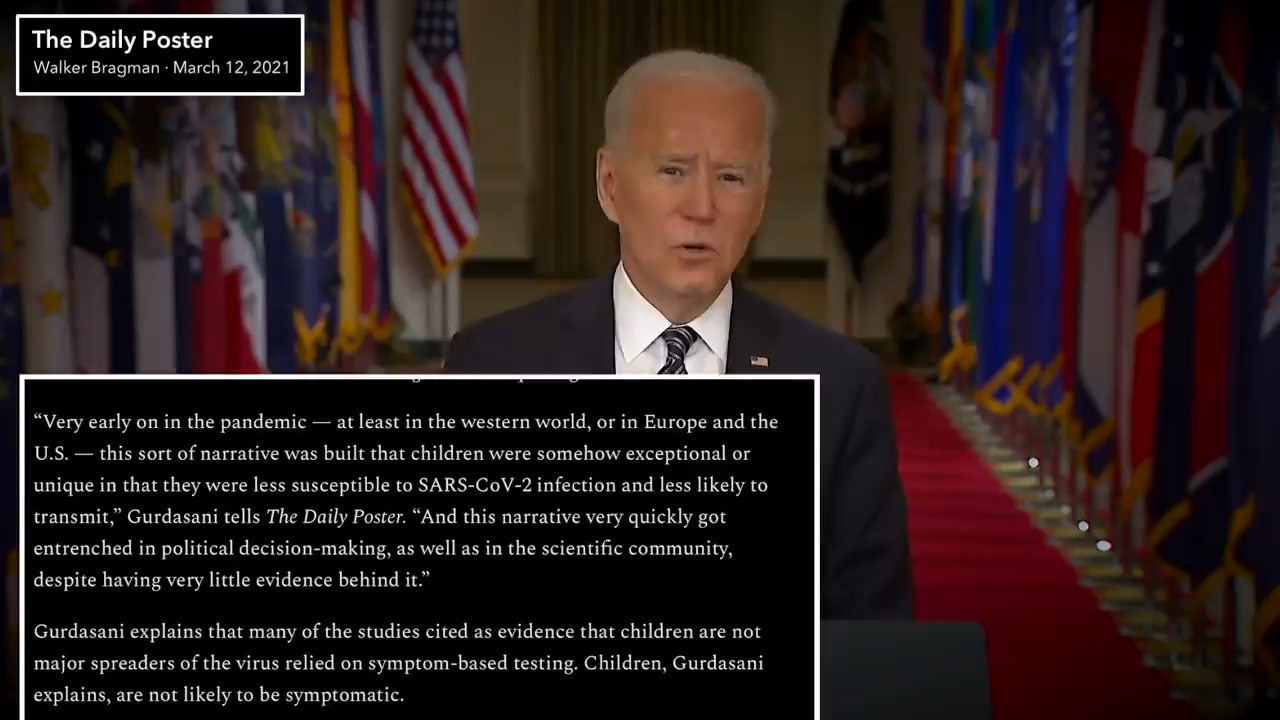 The Daily Poster
Walker Bragman · March 12, 2021
“Very early on in the pandemic — at least in the western world, or in Europe and the
U.S. — this sort of narrative was built that children were somehow exceptional or
unique in that they were less susceptible to SARS-CoV-2 infection and less likely to
transmit,” Gurdasani tells The Daily Poster. “And this narrative very quickly got
entrenched in political decision-making, as well as in the scientific community,
despite having very little evidence behind it.”
Gurdasani explains that many of the studies cited as evidence that children are not
major spreaders of the virus relied on symptom-based testing. Children, Gurdasani
explains, are not likely to be symptomatic.